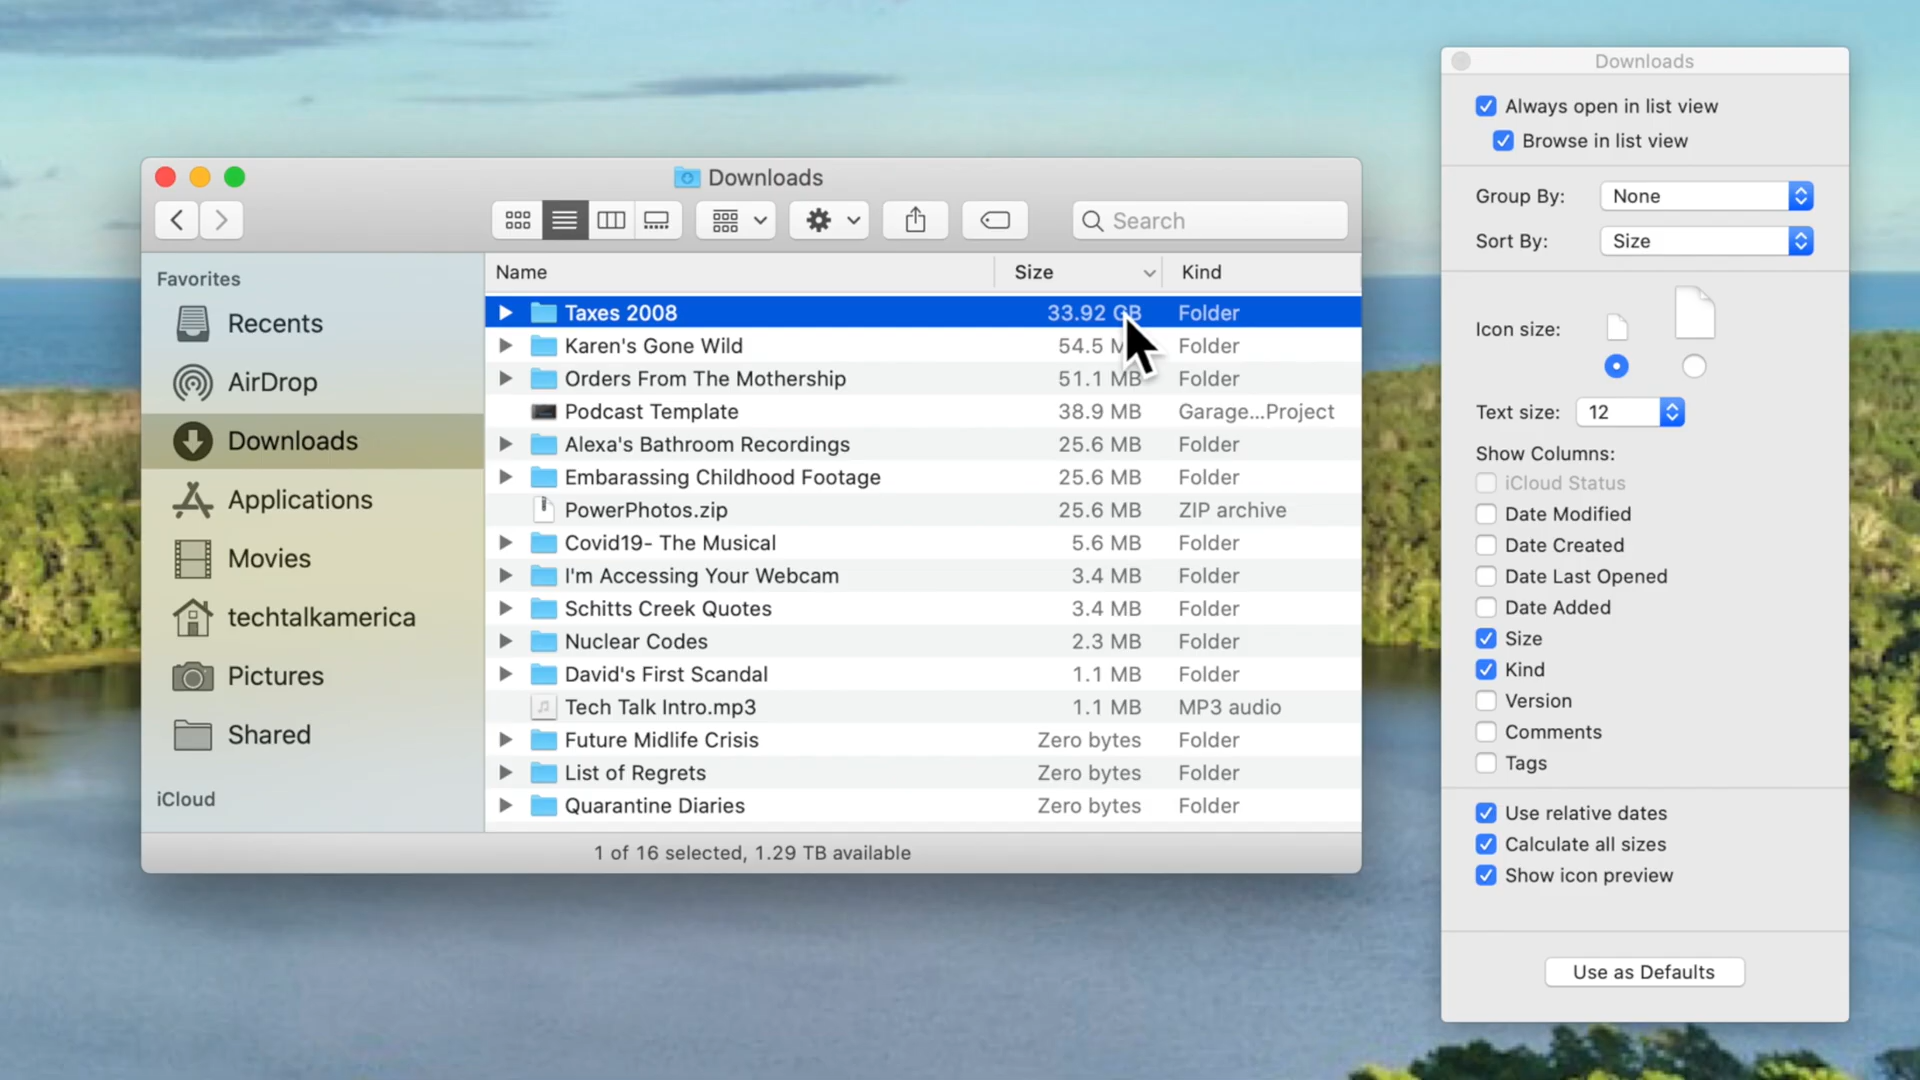 Downloads
Search
Favorites
Recents
AirDrop
Downloads
Applications
Movies
techtalkamerica
Pictures
Shared
iCloud
Name Size Kind
Taxes 2008 33.92 GB Folder
Karen's Gone Wild 54.5 Folder
Orders From The Mothership 51.1 MB Folder
Podcast Template 38.9 MB Garage...Project
Alexa's Bathroom Recordings 25.6 MB Folder
Embarassing Childhood Footage 25.6 MB Folder
PowerPhotos.zip 25.6 MB ZIP archive
Covid19- The Musical 5.6 MB Folder
I'm Accessing Your Webcam 3.4 MB Folder
Schitts Creek Quotes 3.4 MB Folder
Nuclear Codes 2.3 MB Folder
David's First Scandal 1.1 MB Folder
Tech Talk Intro.mp3 1.1 MB MP3 audio
Future Midlife Crisis Zero bytes Folder
List of Regrets Zero bytes Folder
Quarantine Diaries Zero bytes Folder
1 of 16 selected, 1.29 TB available
Downloads
Always open in list view
Browse in list view
Group By: None
Sort By: Size
Icon size:
Text size: 12
Show Columns:
iCloud Status
Date Modified
Date Created
Date Last Opened
Date Added
Size
Kind
Version
Comments
Tags
Use relative dates
Calculate all sizes
Show icon preview
Use as Defaults